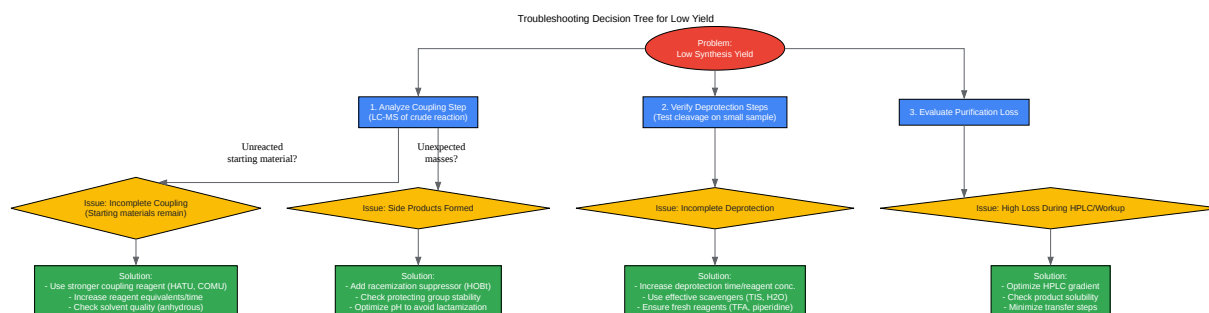 Troubleshooting Decision Tree for Low Yield
Problem:
Low Synthesis Yield
1. Analyze Coupling Step
(LC-MS of crude reaction)
2. Verify Deprotection Steps
(Test cleavage on small sample)
3. Evaluate Purification Loss
Unreacted
starting material?
Unexpected
masses?
Issue: Incomplete Coupling
(Starting materials remain)
Issue: Side Products Formed
Issue: Incomplete Deprotection
Issue: High Loss During HPLC/Workup
Solution:
- Use stronger coupling reagent (HATU, COMU)
- Increase reagent equivalents/time
- Check solvent quality (anhydrous)
Solution:
- Add racemization suppressor (HOBt)
- Check protecting group stability
- Optimize pH to avoid lactamization
Solution:
- Increase deprotection time/reagent conc.
- Use effective scavengers (TIS, H2O)
- Ensure fresh reagents (TFA, piperidine)
Solution:
- Optimize HPLC gradient
- Check product solubility
- Minimize transfer steps